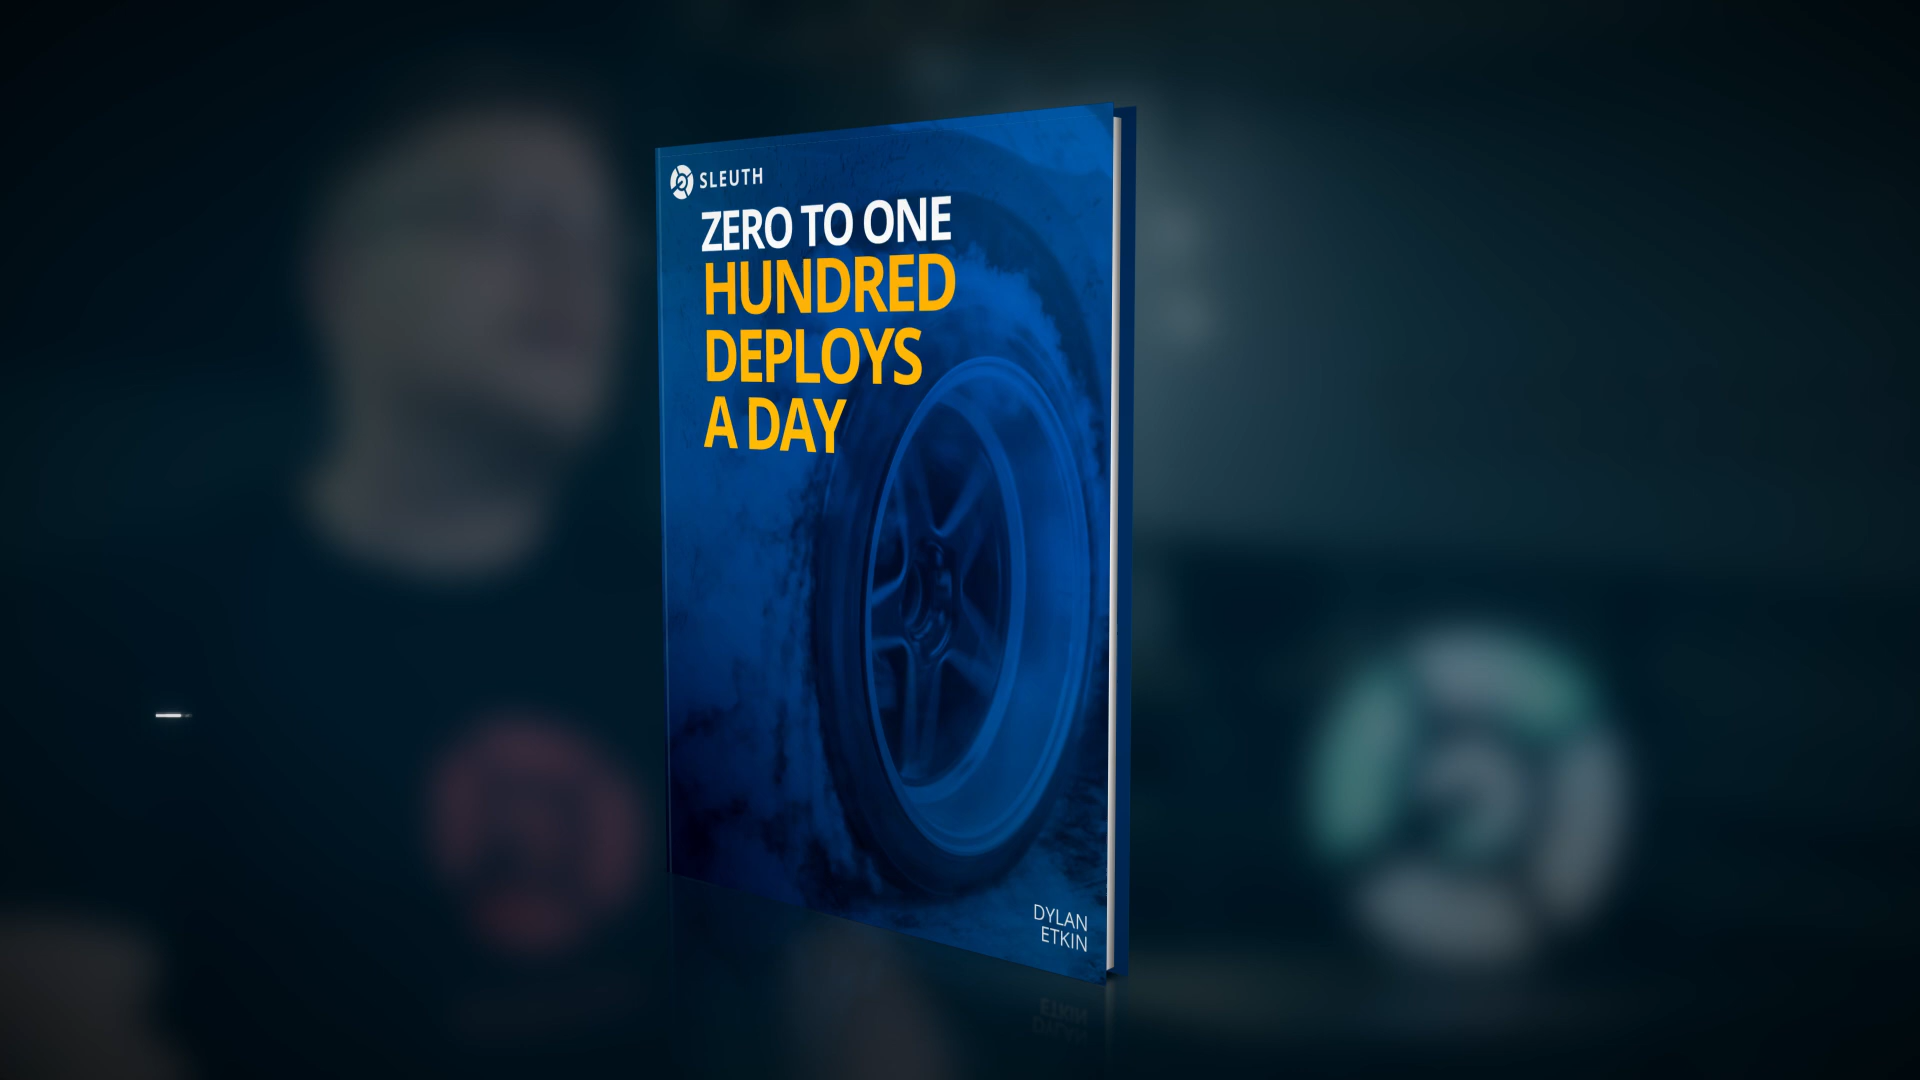 SLEUTH
ZERO TO ONE
HUNDRED
DEPLOYS
A DAY
DYLAN
ETKIN